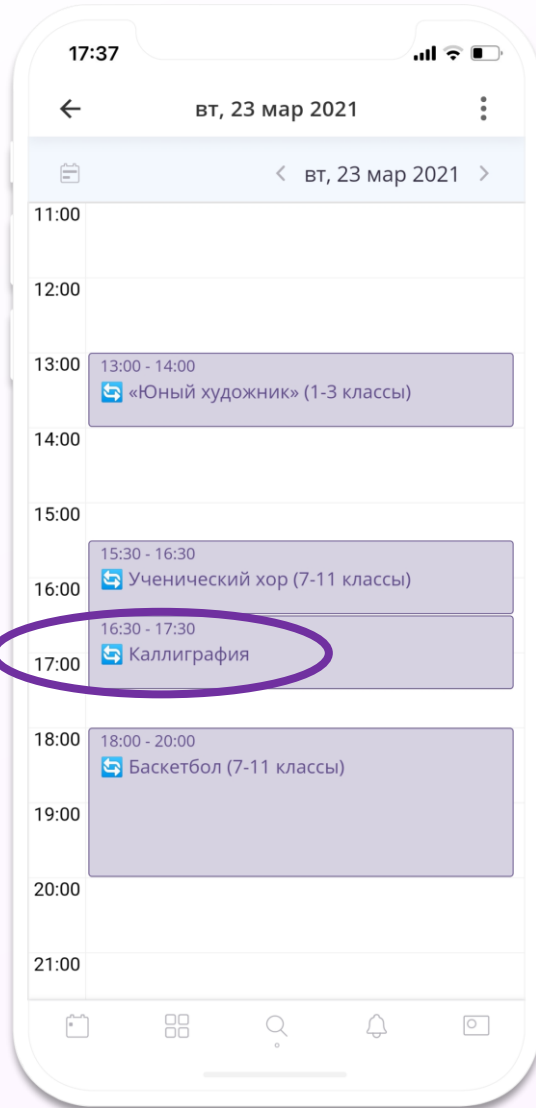 17:37
вт, 23 мар 2021
вт, 23 мар 2021
11:00
12:00
13:00
13:00 - 14:00
«Юный художник» (1-3 классы)
14:00
15:00
15:30 - 16:30
Ученический хор (7-11 классы)
16:00
16:30 - 17:30
Каллиграфия
17:00
18:00
18:00 - 20:00
Баскетбол (7-11 классы)
19:00
20:00
21:00